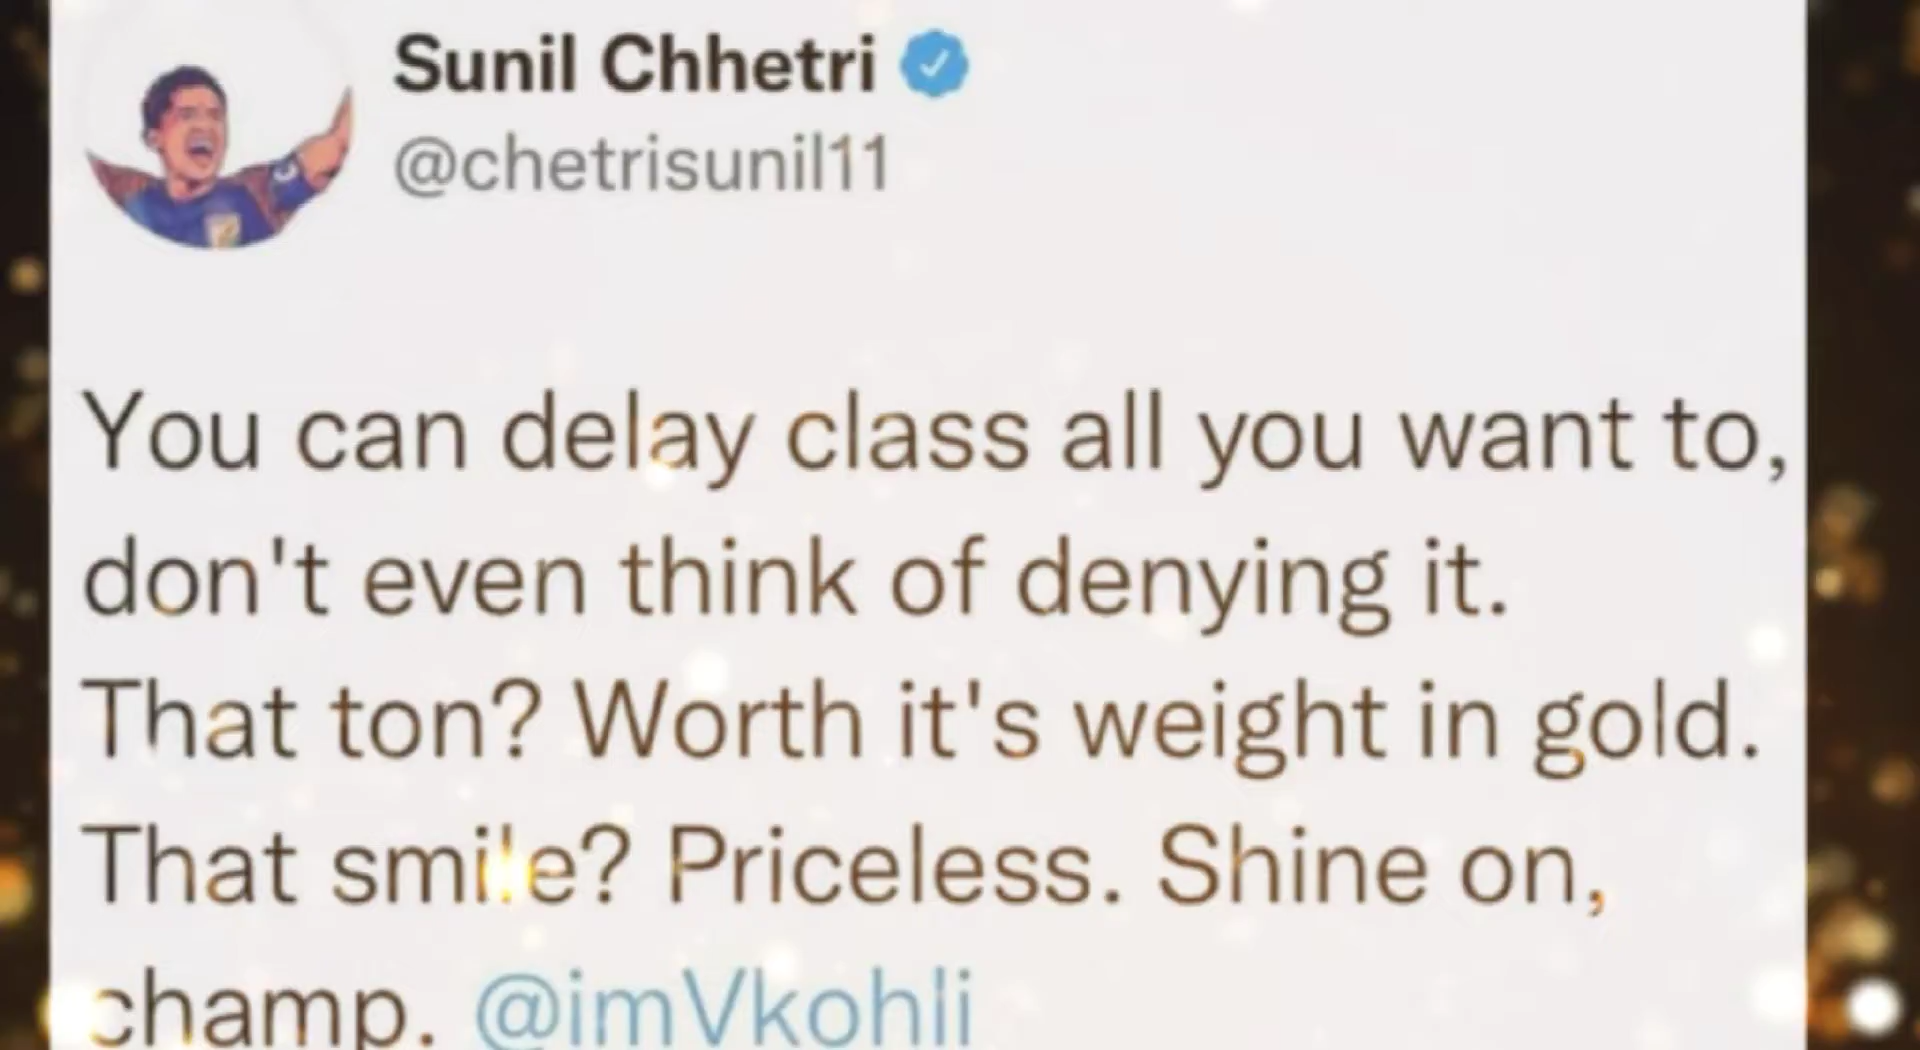 Sunil Chhetri
@chetrisunil11
You can delay class all you want to,
don't even think of denying it.
That ton? Worth it's weight in gold.
That smile? Priceless. Shine on,
champ. @imVkohli